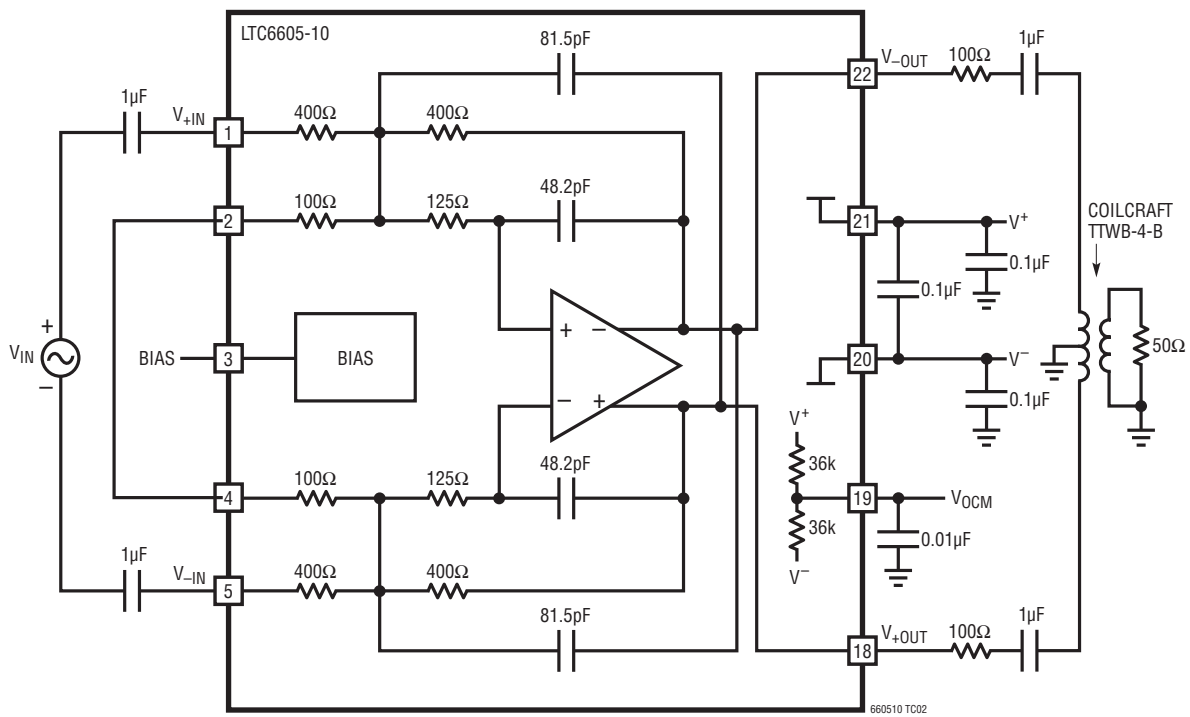 LTC6605-10
81.5pF
1µF
V+IN
1
400Ω
400Ω
22
V–OUT
100Ω
1µF
2
100Ω
125Ω
48.2pF
21
V+
0.1µF
0.1µF
COILCRAFT
TTWB-4-B
+
VIN
–
BIAS
3
BIAS
+ –
– +
20
V–
0.1µF
50Ω
V+
36k
36k
V–
19
VOCM
0.01µF
4
100Ω
125Ω
48.2pF
1µF
V–IN
5
400Ω
400Ω
81.5pF
18
V+OUT
100Ω
1µF
660510 TC02